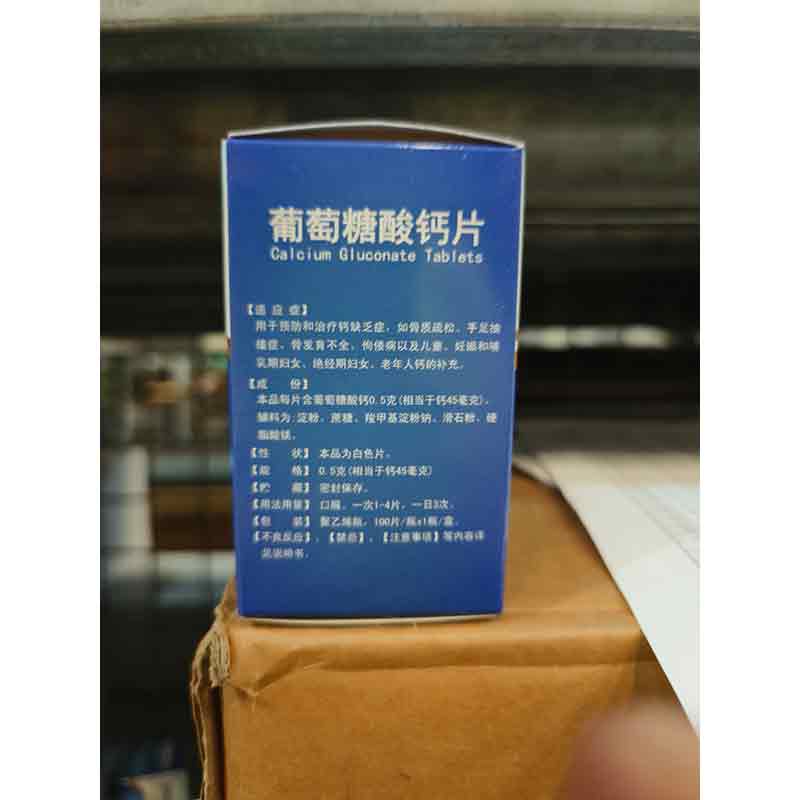 葡萄糖酸钙片
Calcium Gluconate Tablets
【适 应 症】
用于预防和治疗钙缺乏症，如骨质疏松、手足抽
搐症、骨发育不全、佝偻病以及儿童、妊娠和哺
乳期妇女、绝经期妇女、老年人钙的补充。
【成 份】
本品每片含葡萄糖酸钙0.5克(相当于钙45毫克)。
辅料为:淀粉、蔗糖、羧甲基淀粉钠、滑石粉、硬
脂酸镁。
【性 状】 本品为白色片。
【规 格】 0.5克(相当于钙45毫克)
【贮 藏】 密封保存。
【用法用量】 口服。一次1-4片，一日3次。
【包 装】 聚乙烯瓶，100片/瓶x1瓶/盒。
【不良反应】、【禁忌】、【注意事项】等内容详
见说明书。